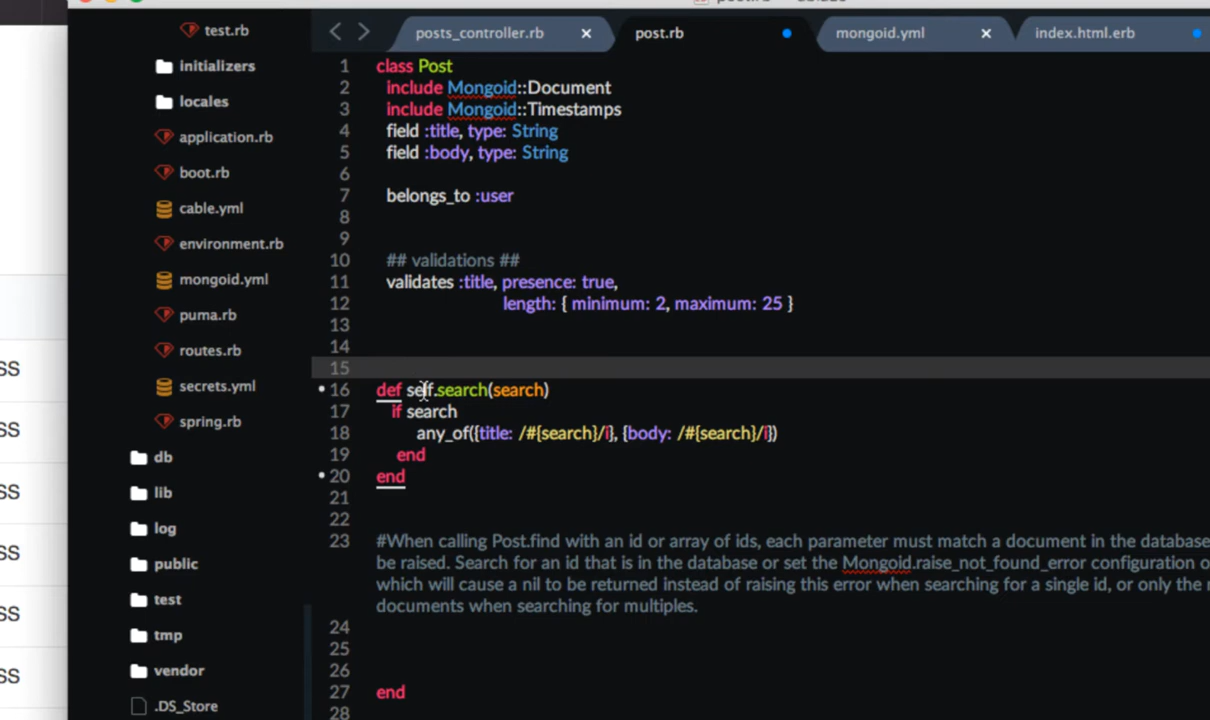 test.rb
initializers
locales
application.rb
boot.rb
cable.yml
environment.rb
mongoid.yml
puma.rb
routes.rb
secrets.yml
spring.rb
db
lib
log
public
test
tmp
vendor
.DS_Store
posts_controller.rb
post.rb
mongoid.yml
index.html.erb
1 class Post
2 include Mongoid::Document
3 include Mongoid::Timestamps
4 field :title, type: String
5 field :body, type: String
6
7 belongs_to :user
8
9
10 ## validations ##
11 validates :title, presence: true,
12 length: { minimum: 2, maximum: 25 }
13
14
15
16 def self.search(search)
17 if search
18 any_of({title: /#{search}/i}, {body: /#{search}/i})
19 end
20 end
21
22
23 #When calling Post.find with an id or array of ids, each parameter must match a document in the database
be raised. Search for an id that is in the database or set the Mongoid.raise_not_found_error configuration
which will cause a nil to be returned instead of raising this error when searching for a single id, or only the
documents when searching for multiples.
24
25
26
27 end
28
SS
SS
SS
SS
SS
SS